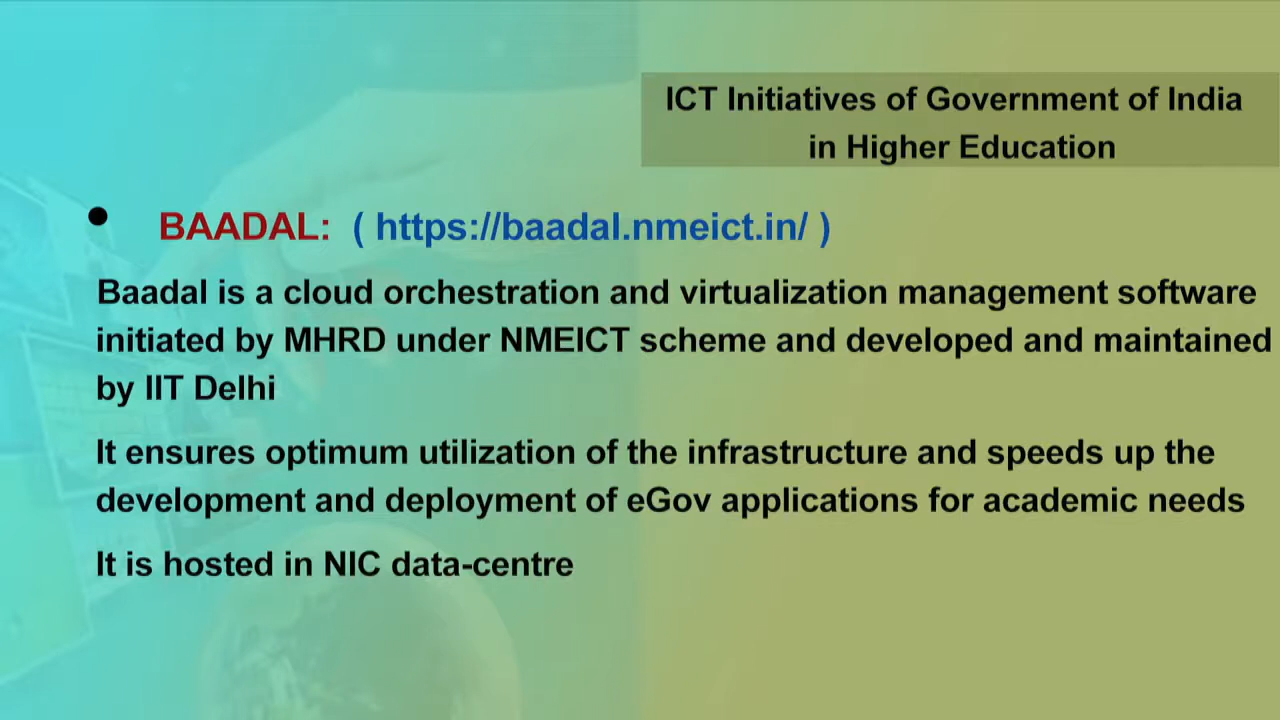 ICT Initiatives of Government of India
in Higher Education
• BAADAL: ( https://baadal.nmeict.in/ )
Baadal is a cloud orchestration and virtualization management software
initiated by MHRD under NMEICT scheme and developed and maintained
by IIT Delhi
It ensures optimum utilization of the infrastructure and speeds up the
development and deployment of eGov applications for academic needs
It is hosted in NIC data-centre